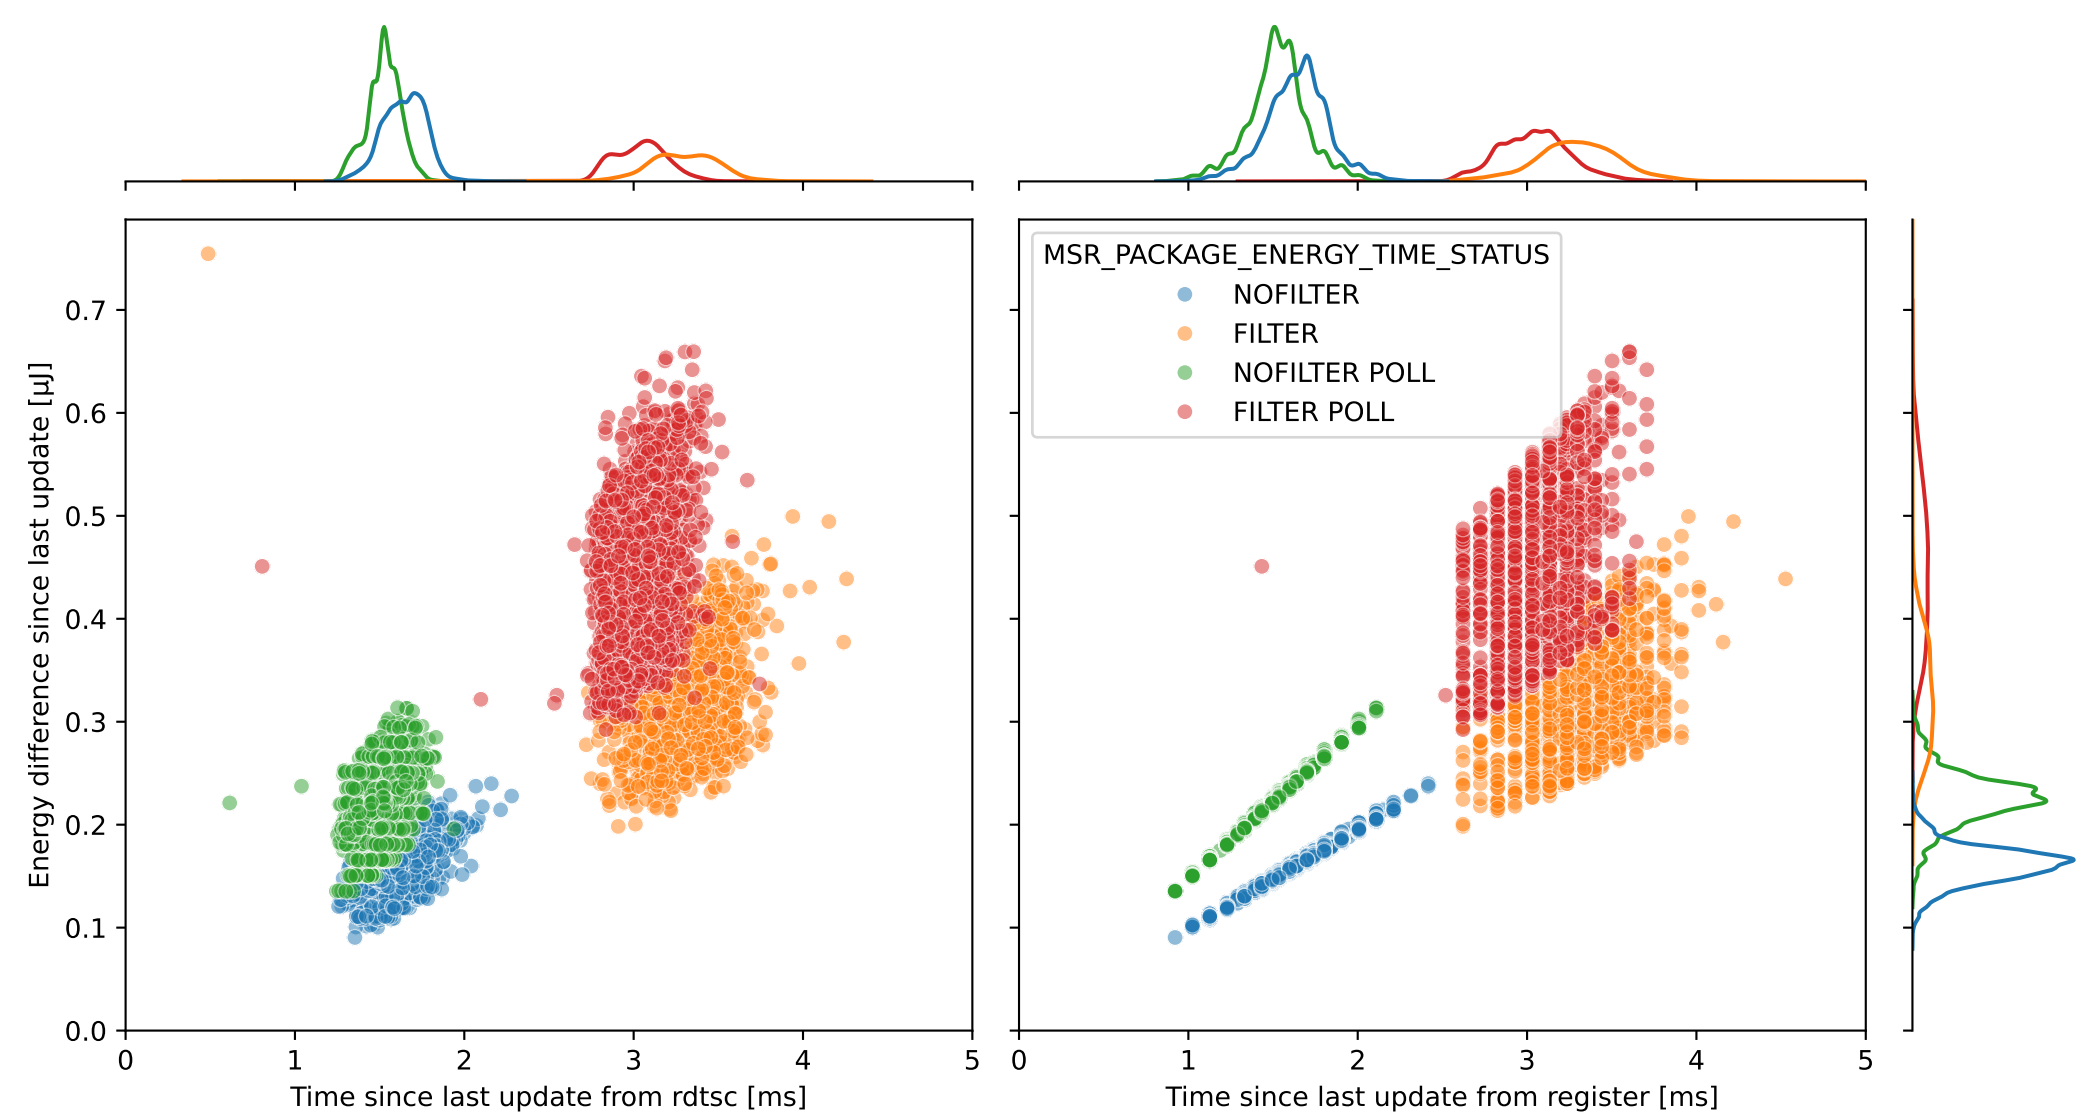 MSR_PACKAGE_ENERGY_TIME_STATUS
NOFILTER
FILTER
NOFILTER POLL
FILTER POLL
Energy difference since last update [µJ]
0.7
0.6
0.5
0.4
0.3
0.2
0.1
0.0
0 1 2 3 4 5
0 1 2 3 4 5
Time since last update from rdtsc [ms]
Time since last update from register [ms]